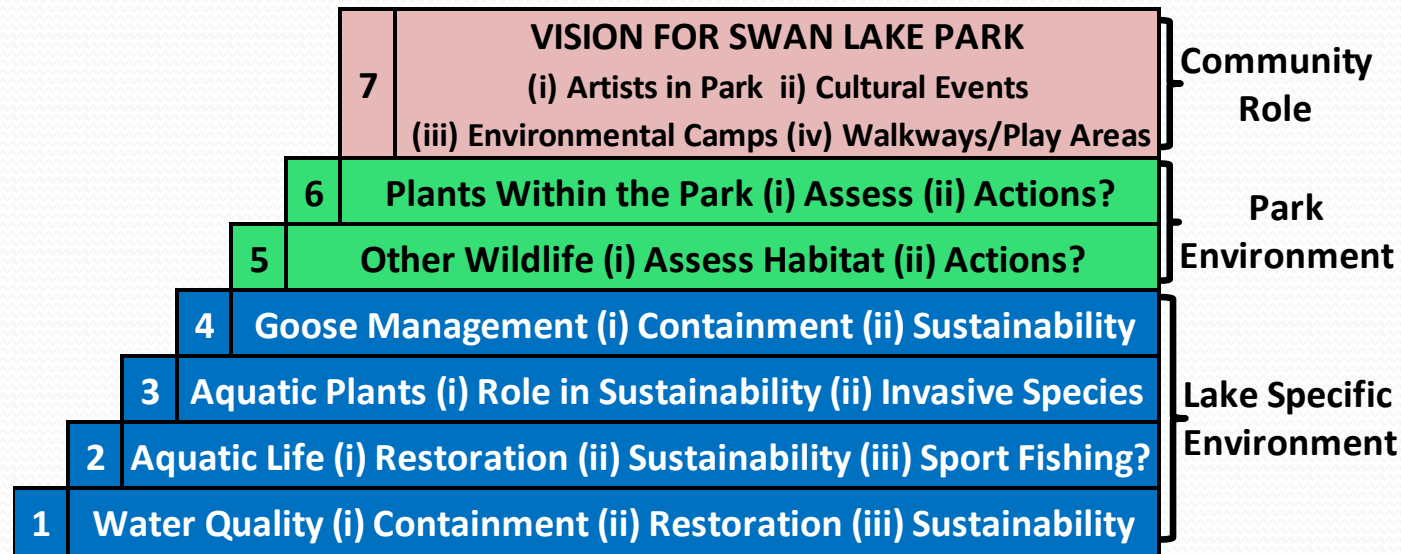 VISION FOR SWAN LAKE PARK
7
(i) Artists in Park ii) Cultural Events
(iii) Environmental Camps (iv) Walkways/Play Areas
Community
Role
6 Plants Within the Park (i) Assess (ii) Actions?
5 Other Wildlife (i) Assess Habitat (ii) Actions?
Park
Environment
4 Goose Management (i) Containment (ii) Sustainability
3 Aquatic Plants (i) Role in Sustainability (ii) Invasive Species
2 Aquatic Life (i) Restoration (ii) Sustainability (iii) Sport Fishing?
1 Water Quality (i) Containment (ii) Restoration (iii) Sustainability
Lake Specific
Environment